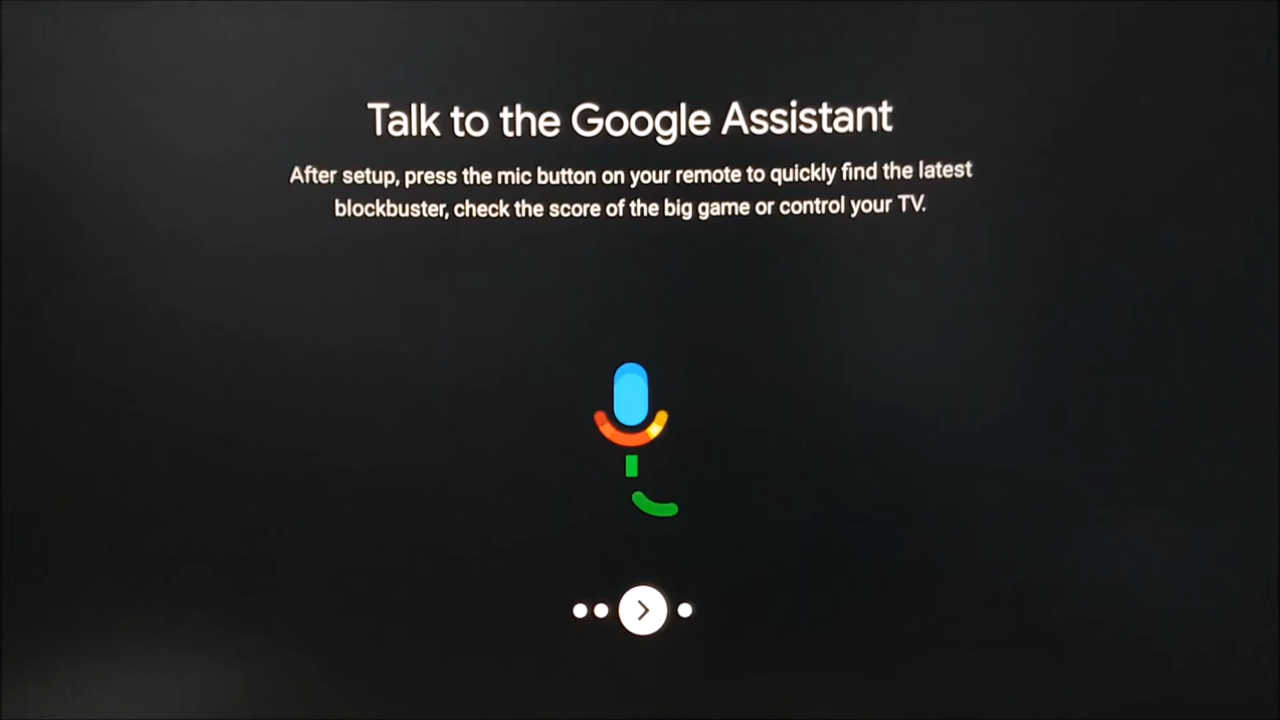 Talk to the Google Assistant
After setup, press the mic button on your remote to quickly find the latest
blockbuster, check the score of the big game or control your TV.